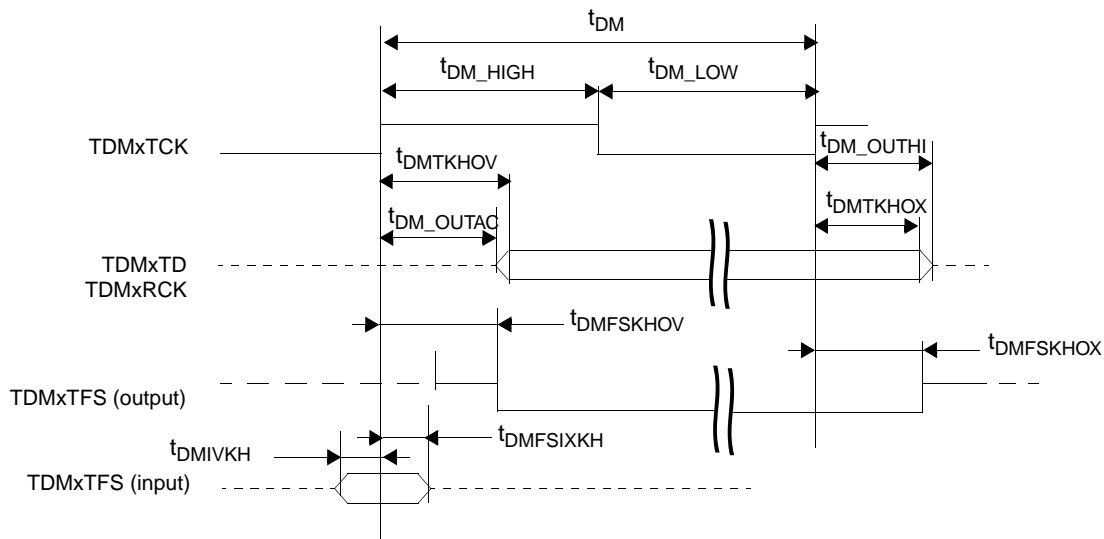 tDM
tDM_HIGH
tDM_LOW
TDMxTCK
tDMTKHOV
tDM_OUTHI
tDM_OUTAC
tDMTKHOX
TDMxTD
TDMxRCK
tDMFSKHOV
tDMFSKHOX
TDMxTFS (output)
tDMIVKH
tDMFSIXKH
TDMxTFS (input)